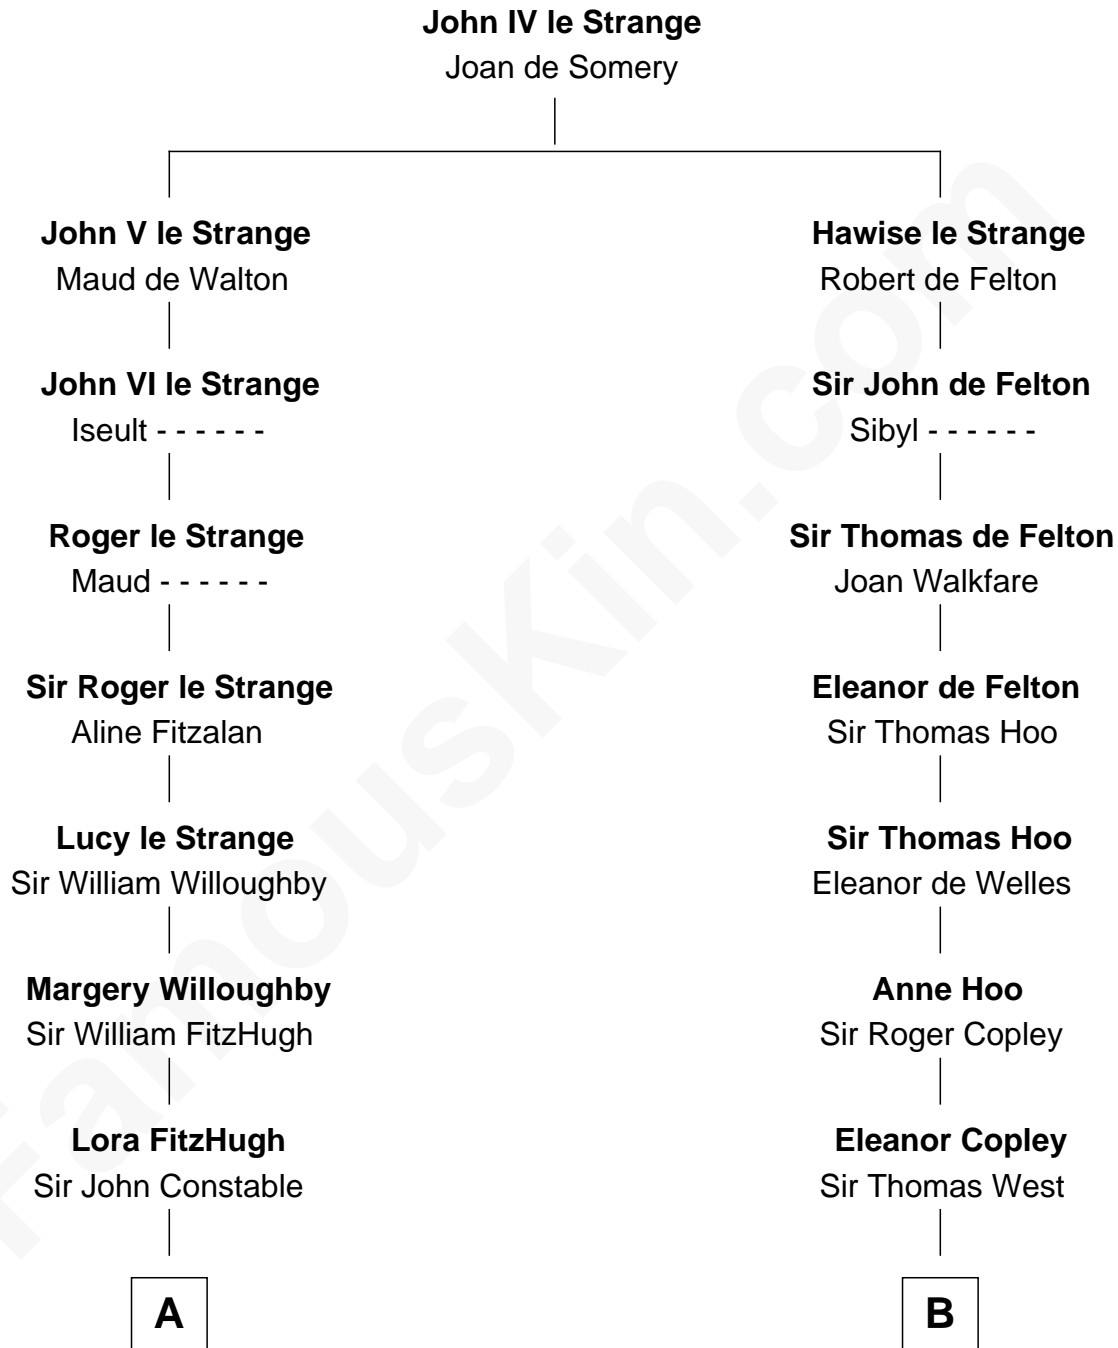 John IV le Strange
Joan de Somery
John V le Strange
Maud de Walton
Hawise le Strange
Robert de Felton
John VI le Strange
Iseult - - - - - -
Sir John de Felton
Sibyl - - - - - -
Roger le Strange
Maud - - - - - -
Sir Thomas de Felton
Joan Walkfare
Sir Roger le Strange
Aline Fitzalan
Eleanor de Felton
Sir Thomas Hoo
Lucy le Strange
Sir William Willoughby
Sir Thomas Hoo
Eleanor de Welles
Margery Willoughby
Sir William FitzHugh
Anne Hoo
Sir Roger Copley
Lora FitzHugh
Sir John Constable
Eleanor Copley
Sir Thomas West
A
B
FamousKin.com